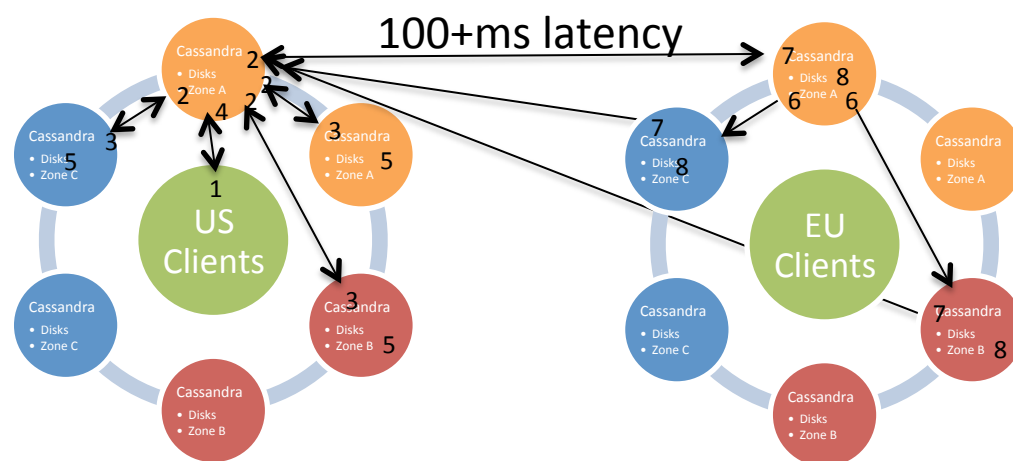 100+ms latency
Cassandra
2
• Disks
• Zone A
2
2
4
2
Cassandra
3
• Disks
5
• Zone C
3
Cassandra
• Disks
5
• Zone A
1
US
Clients
Cassandra
• Disks
• Zone C
3
Cassandra
• Disks
• Zone B
5
Cassandra
• Disks
• Zone B
7
Cassandra
• Disks
8
• Zone A
6
6
7
Cassandra
• Disks
8
• Zone C
Cassandra
• Disks
• Zone A
EU
Clients
Cassandra
• Disks
• Zone C
7
Cassandra
• Disks
• Zone B
8
Cassandra
• Disks
• Zone B